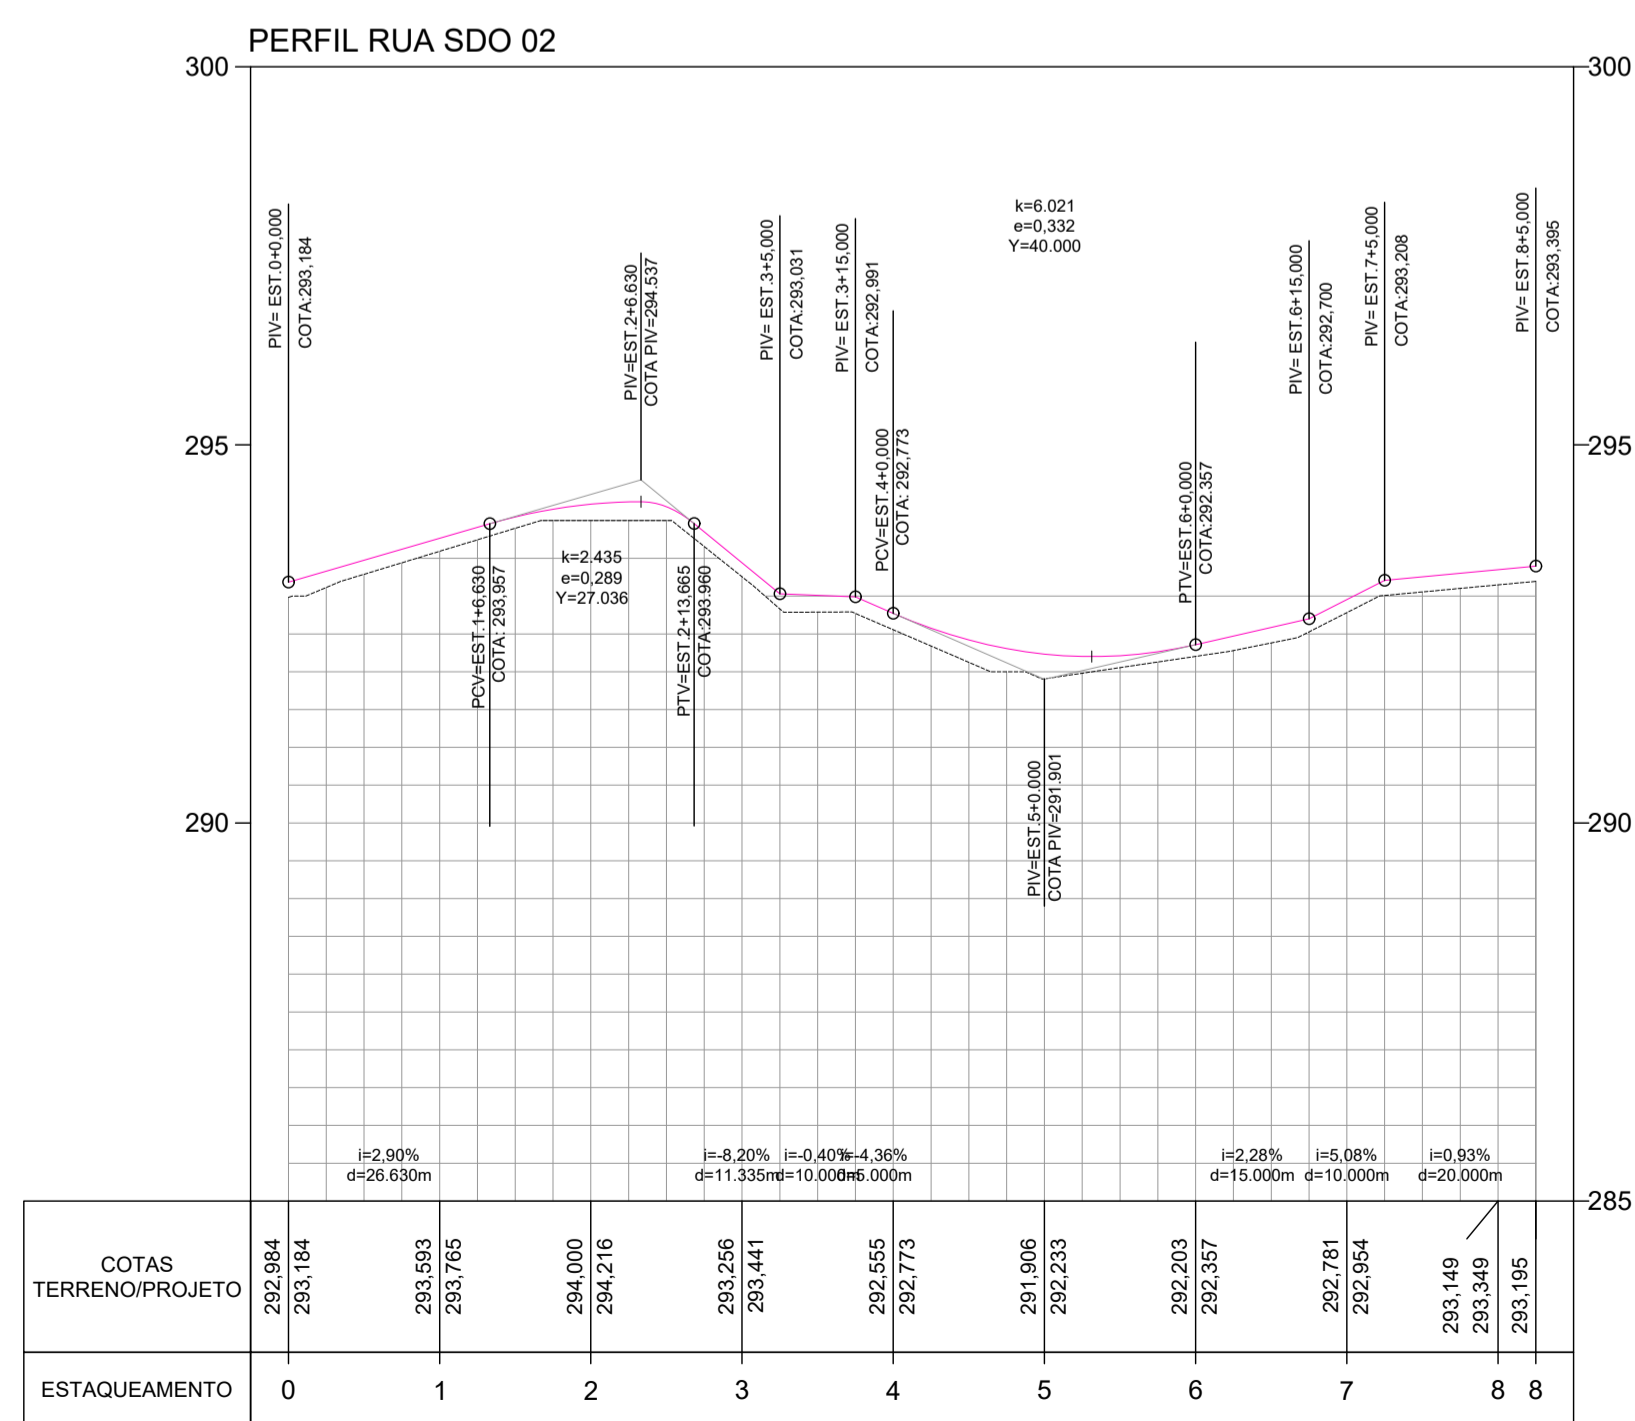 PERFIL RUA SDO 02
300
300
PIV= EST.0+0,000
COTA:293,184
PIV=EST.2+6.630
COTA PIV=294.537
PIV= EST.3+5,000
COTA:293,031
PIV= EST.3+15,000
COTA:292,991
k=6.021
e=0,332
Y=40.000
PIV= EST.6+15,000
COTA:292,700
PIV= EST.7+5,000
COTA:293,208
PIV= EST.8+5,000
COTA:293,395
295
295
PCV=EST.4+0,000
COTA: 292,773
PTV=EST.6+0,000
COTA:292.357
k=2.435
e=0,289
Y=27.036
PCV=EST.1+6,630
COTA: 293,957
PTV=EST.2+13,665
COTA:293.960
PIV=EST.5+0.000
COTA PIV=291.901
290
290
i=2,90%
d=26.630m
i=-8,20%
d=11.335m
i=-0,40%
d=10.000m
i=-4,36%
d=5.000m
i=2,28%
d=15.000m
i=5,08%
d=10.000m
i=0,93%
d=20.000m
285
COTAS
TERRENO/PROJETO
292,984
293,184
293,593
293,765
294,000
294,216
293,256
293,441
292,555
292,773
291,906
292,233
292,203
292,357
292,781
292,954
293,149
293,349
293,195
ESTAQUEAMENTO
0 1 2 3 4 5 6 7 8 8